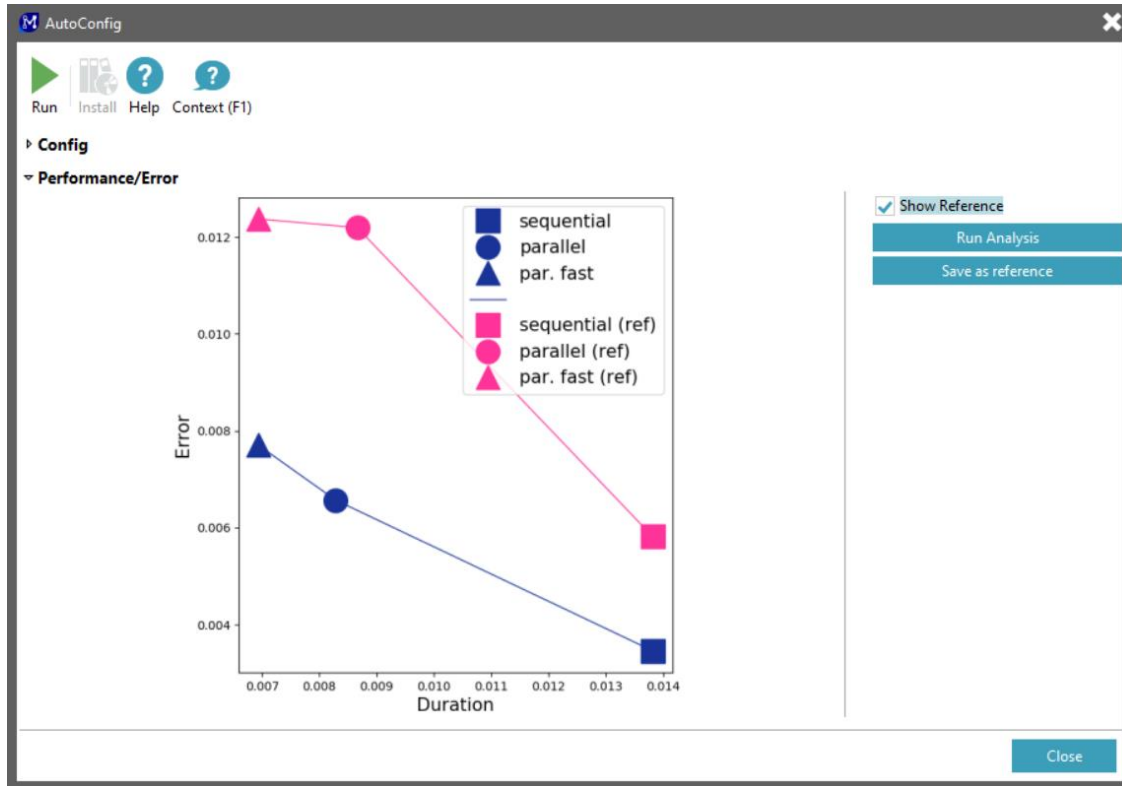 AutoConfig
Run
Install
Help
Context (F1)
Config
Performance/Error
Show Reference
Run Analysis
Save as reference
sequential
parallel
par. fast
sequential (ref)
parallel (ref)
par. fast (ref)
0.012
0.010
0.008
0.006
0.004
Error
0.007 0.008 0.009 0.010 0.011 0.012 0.013 0.014
Duration
Close